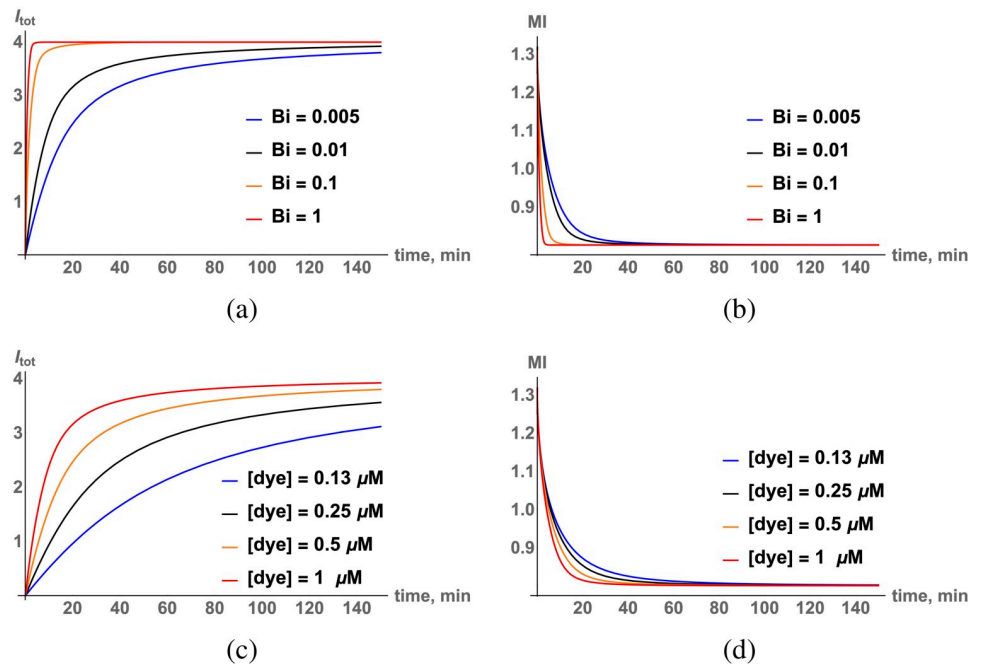 I_tot
4
3
2
1
20 40 60 80 100 120 140 time, min
Bi = 0.005
Bi = 0.01
Bi = 0.1
Bi = 1
(a)
MI
1.3
1.2
1.1
1.0
0.9
20 40 60 80 100 120 140 time, min
Bi = 0.005
Bi = 0.01
Bi = 0.1
Bi = 1
(b)
I_tot
4
3
2
1
20 40 60 80 100 120 140 time, min
[dye] = 0.13 μM
[dye] = 0.25 μM
[dye] = 0.5 μM
[dye] = 1 μM
(c)
MI
1.3
1.2
1.1
1.0
0.9
20 40 60 80 100 120 140 time, min
[dye] = 0.13 μM
[dye] = 0.25 μM
[dye] = 0.5 μM
[dye] = 1 μM
(d)